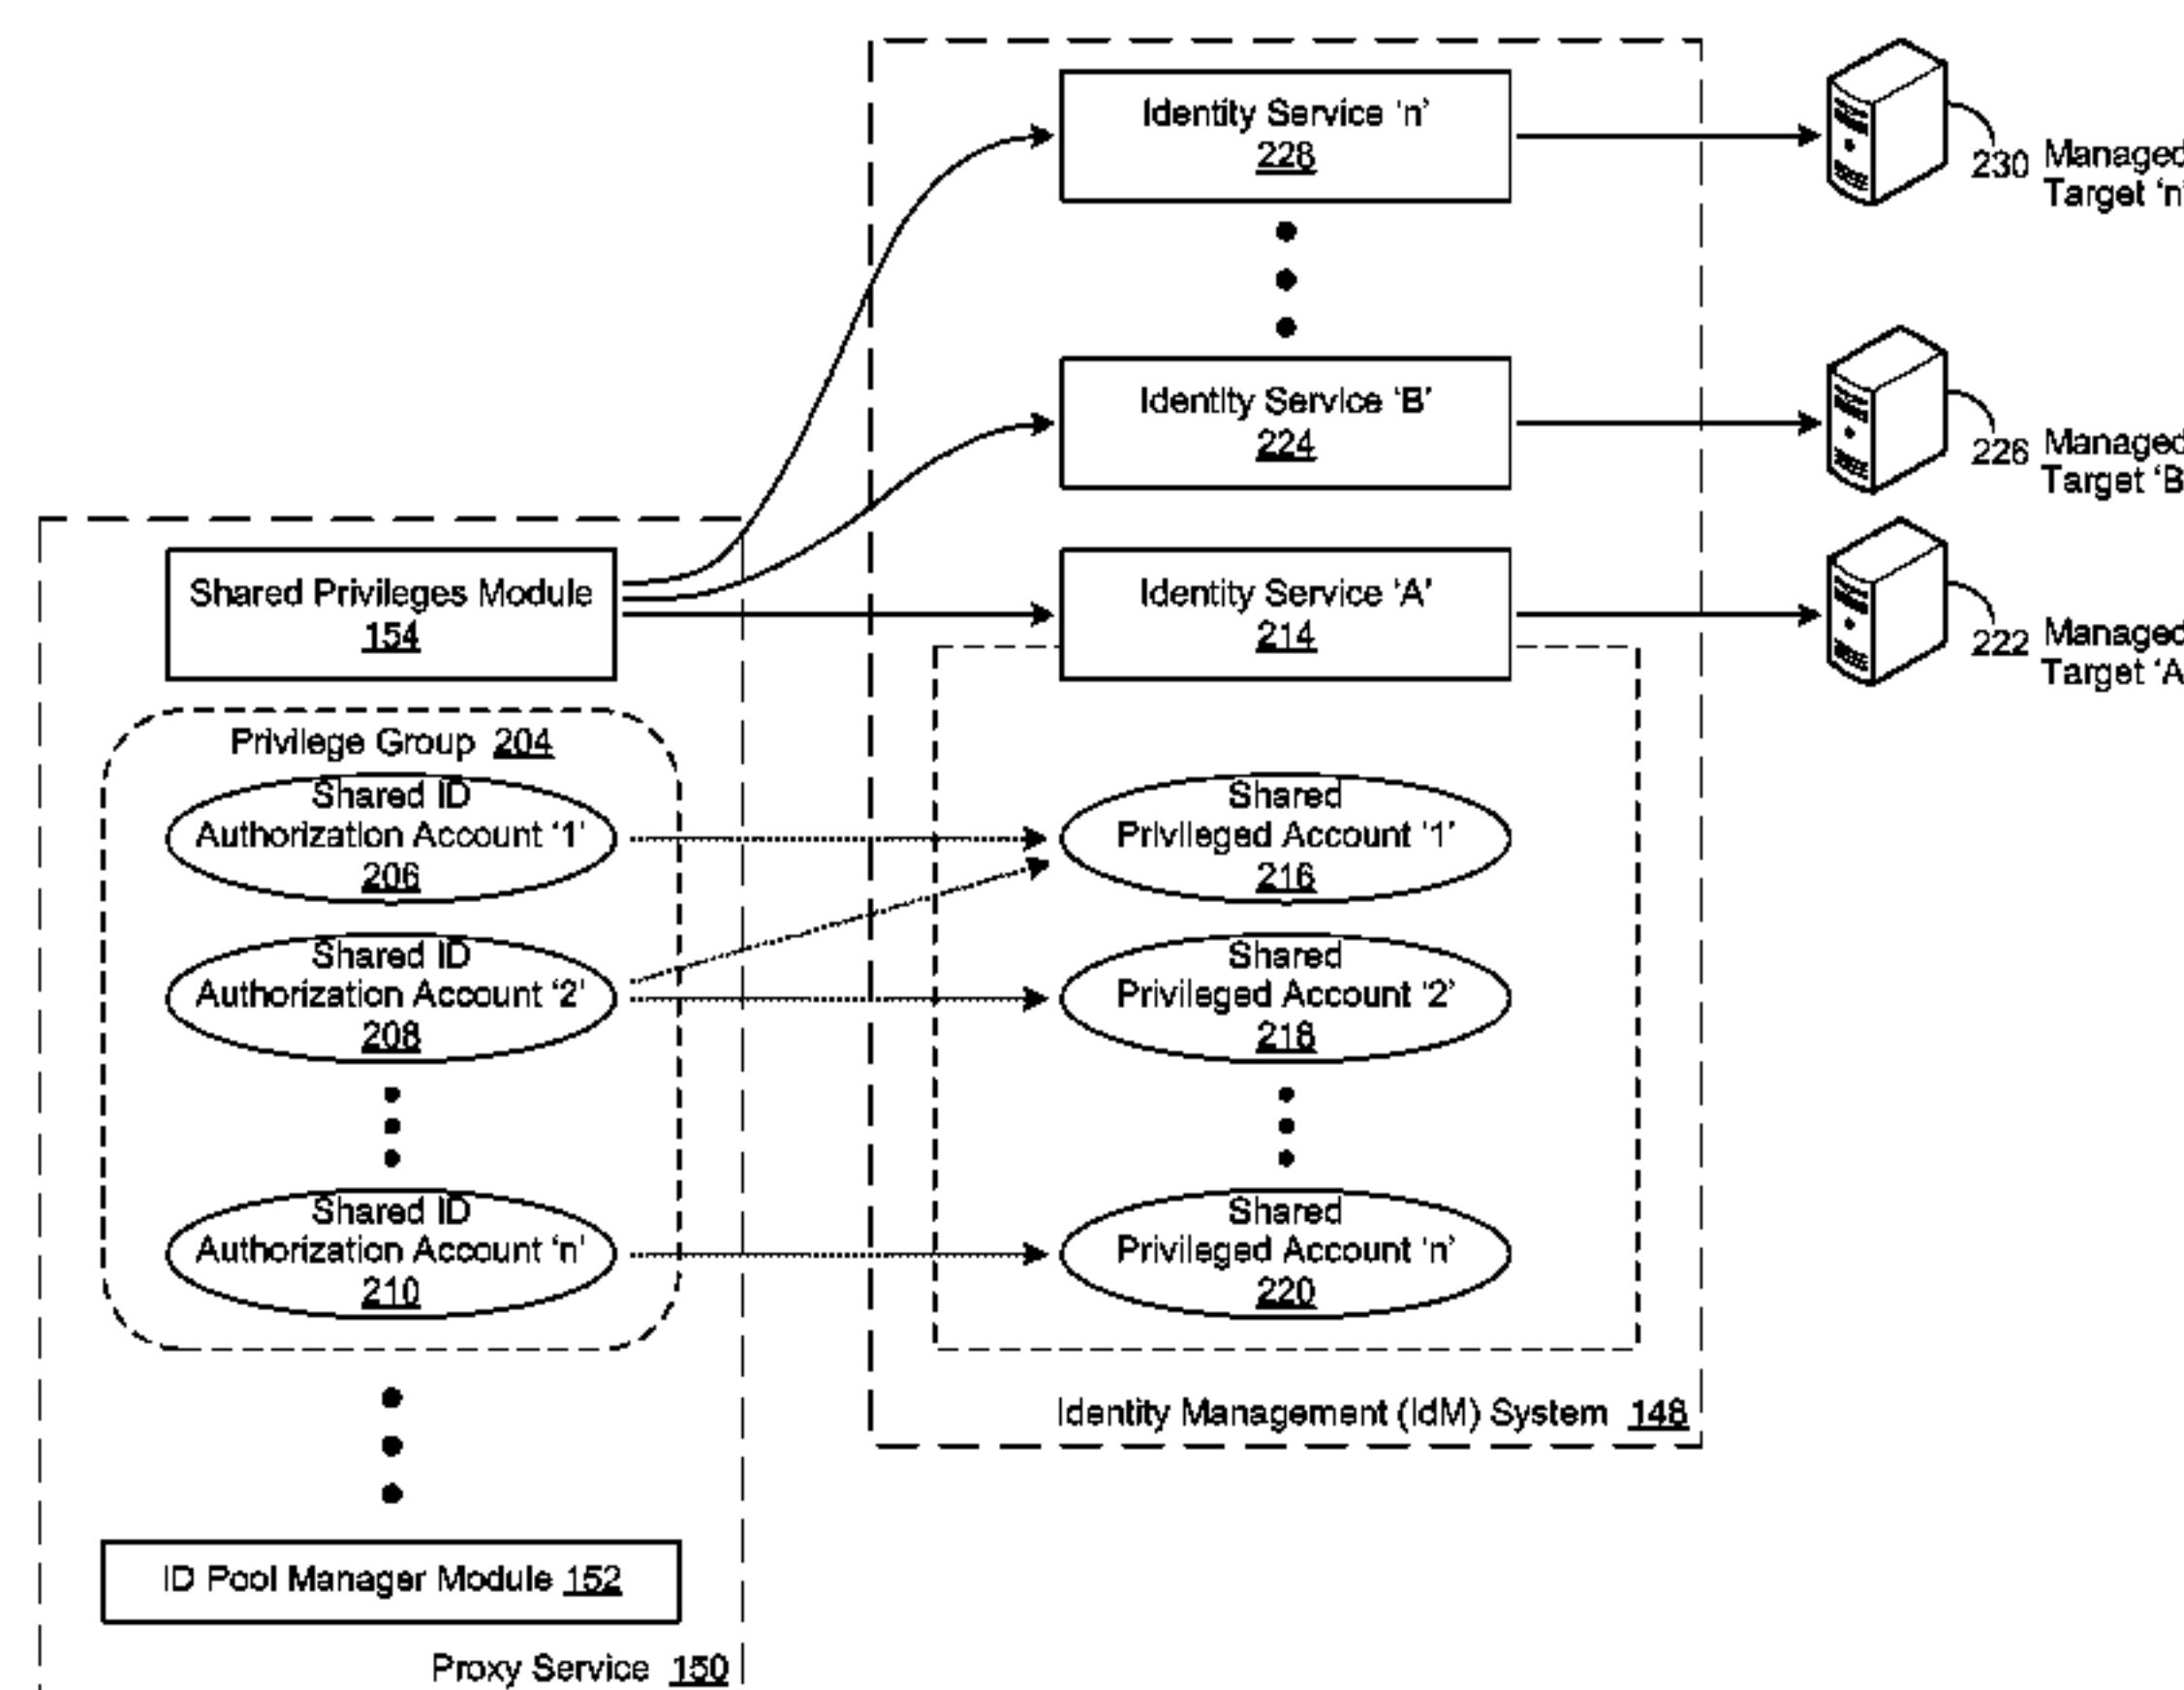 Identity Service ‘n’
228
230 Managed
Target ‘n’
Identity Service ‘B’
224
226 Managed
Target ‘B
Shared Privileges Module
154
Identity Service ‘A’
214
222 Managed
Target ‘A
Privilege Group 204
Shared ID
Authorization Account ‘1’
206
Shared
Privileged Account ‘1’
216
Shared ID
Authorization Account ‘2’
208
Shared
Privileged Account ‘2’
218
Shared ID
Authorization Account ‘n’
210
Shared
Privileged Account ‘n’
220
Identity Management (IdM) System 148
ID Pool Manager Module 152
Proxy Service 150